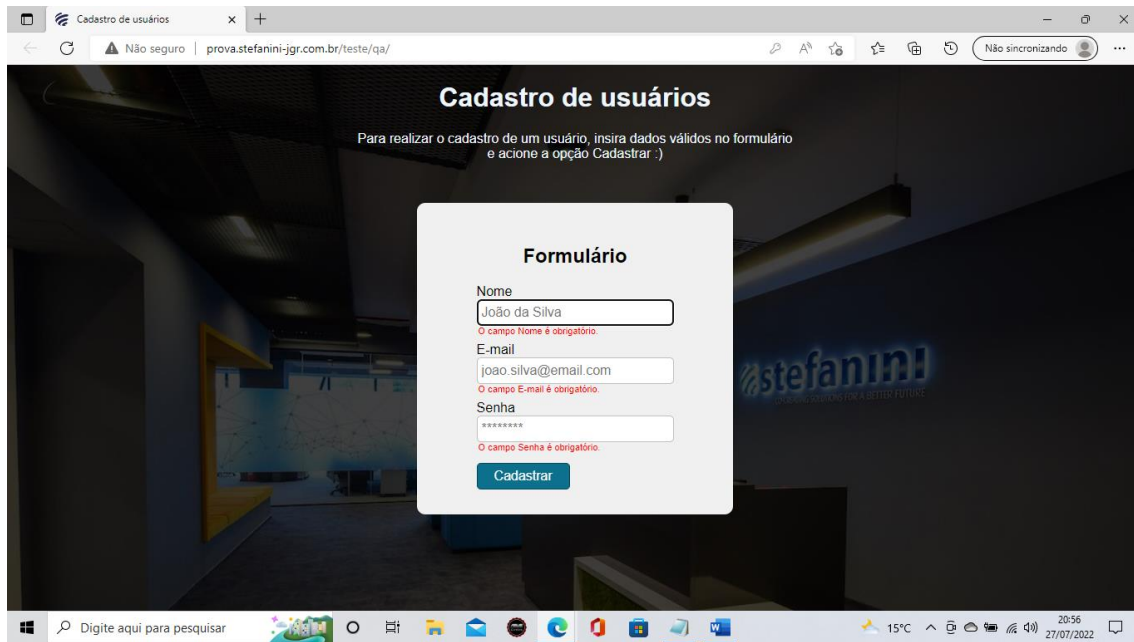 Cadastro de usuários
Não seguro
prova.stefanini-jgr.com.br/teste/qa/
Não sincronizando
Cadastro de usuários
Para realizar o cadastro de um usuário, insira dados válidos no formulário
e acione a opção Cadastrar :)
Formulário
Nome
João da Silva
O campo Nome é obrigatório.
E-mail
joao.silva@email.com
O campo E-mail é obrigatório.
Senha
********
O campo Senha é obrigatório.
Cadastrar
stefanini
Digite aqui para pesquisar
15°C
20:56
27/07/2022